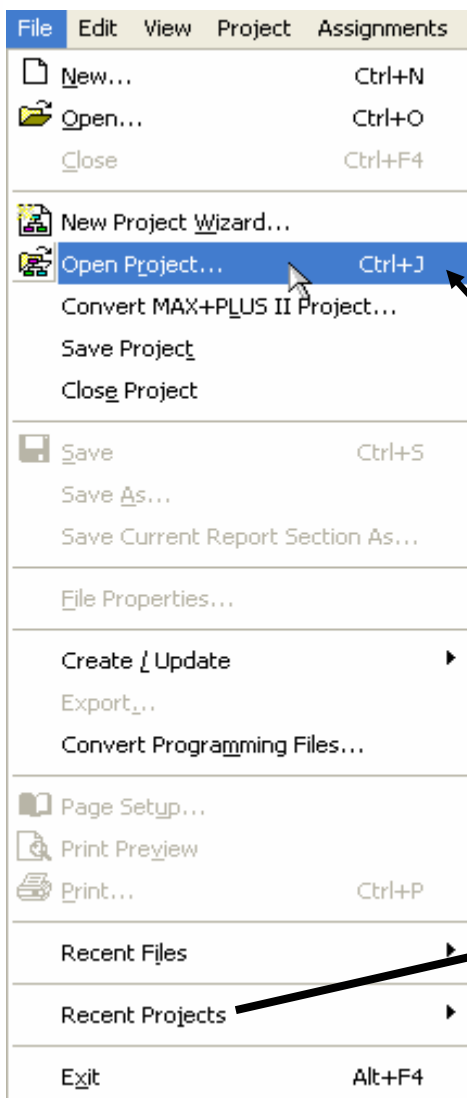 File Edit View Project Assignments
New... Ctrl+N
Open... Ctrl+O
Close Ctrl+F4
New Project Wizard...
Open Project... Ctrl+J
Convert MAX+PLUS II Project...
Save Project
Close Project
Save Ctrl+S
Save As...
Save Current Report Section As...
File Properties...
Create / Update
Export...
Convert Programming Files...
Page Setup...
Print Preview
Print... Ctrl+P
Recent Files
Recent Projects
Exit Alt+F4